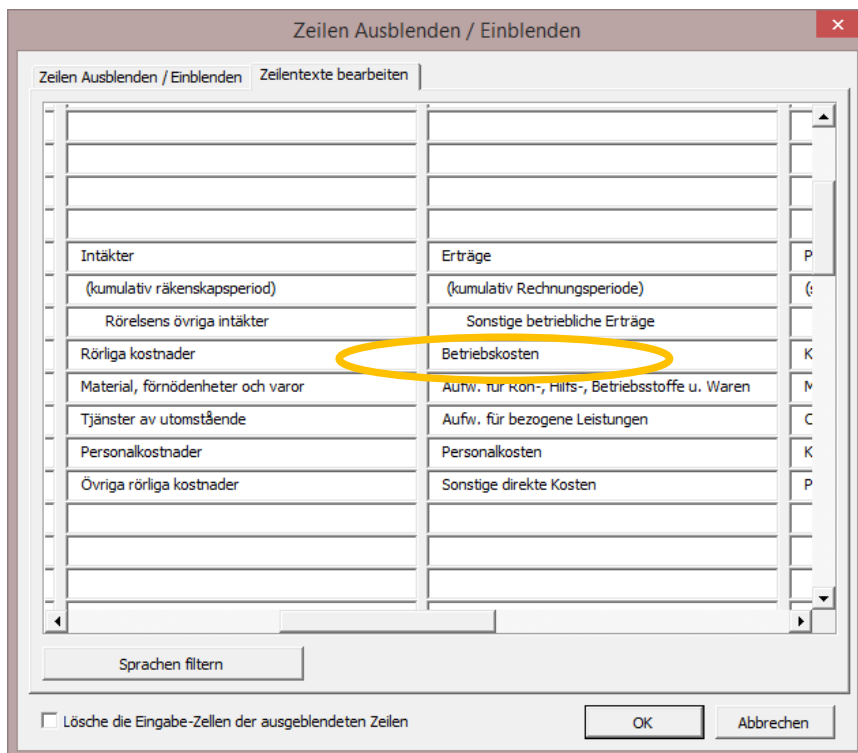 Zeilen Ausblenden / Einblenden
Zeilen Ausblenden / Einblenden Zeilentexte bearbeiten
Intäkter Erträge P
(kumulativ räkenskapsperiod) (kumulativ Rechnungsperiode)
Rörelsens övriga intäkter Sonstige betriebliche Erträge
Rörliga kostnader Betriebskosten K
Material, förnödenheter och varor Aufw. für Roh-, Hilfs-, Betriebsstoffe u. Waren M
Tjänster av utomstående Aufw. für bezogene Leistungen
Personalkostnader Personalkosten K
Övriga rörliga kostnader Sonstige direkte Kosten P
Sprachen filtern
Lösche die Eingabe-Zellen der ausgeblendeten Zeilen OK Abbrechen